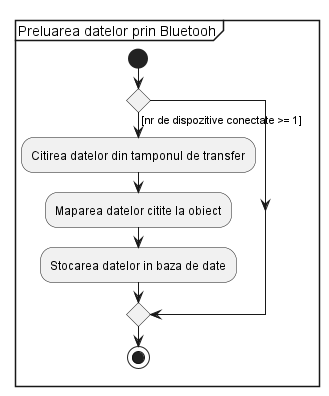 Preluarea datelor prin Bluetooh
[nr de dispozitive conectate >= 1]
Citirea datelor din tamponul de transfer
Maparea datelor citite la obiect
Stocarea datelor in baza de date